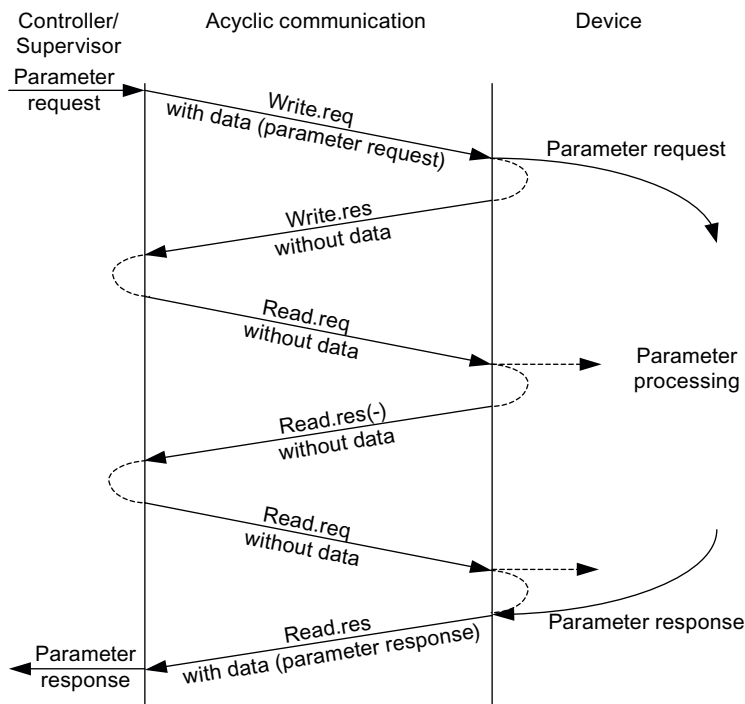 Controller/
Supervisor
Acyclic communication
Device
Parameter
request
Write.req
with data (parameter request)
Parameter request
Write.res
without data
Read.req
without data
Parameter
processing
Read.res(-)
without data
Read.req
without data
Parameter response
Read.res
with data (parameter response)
Parameter
response